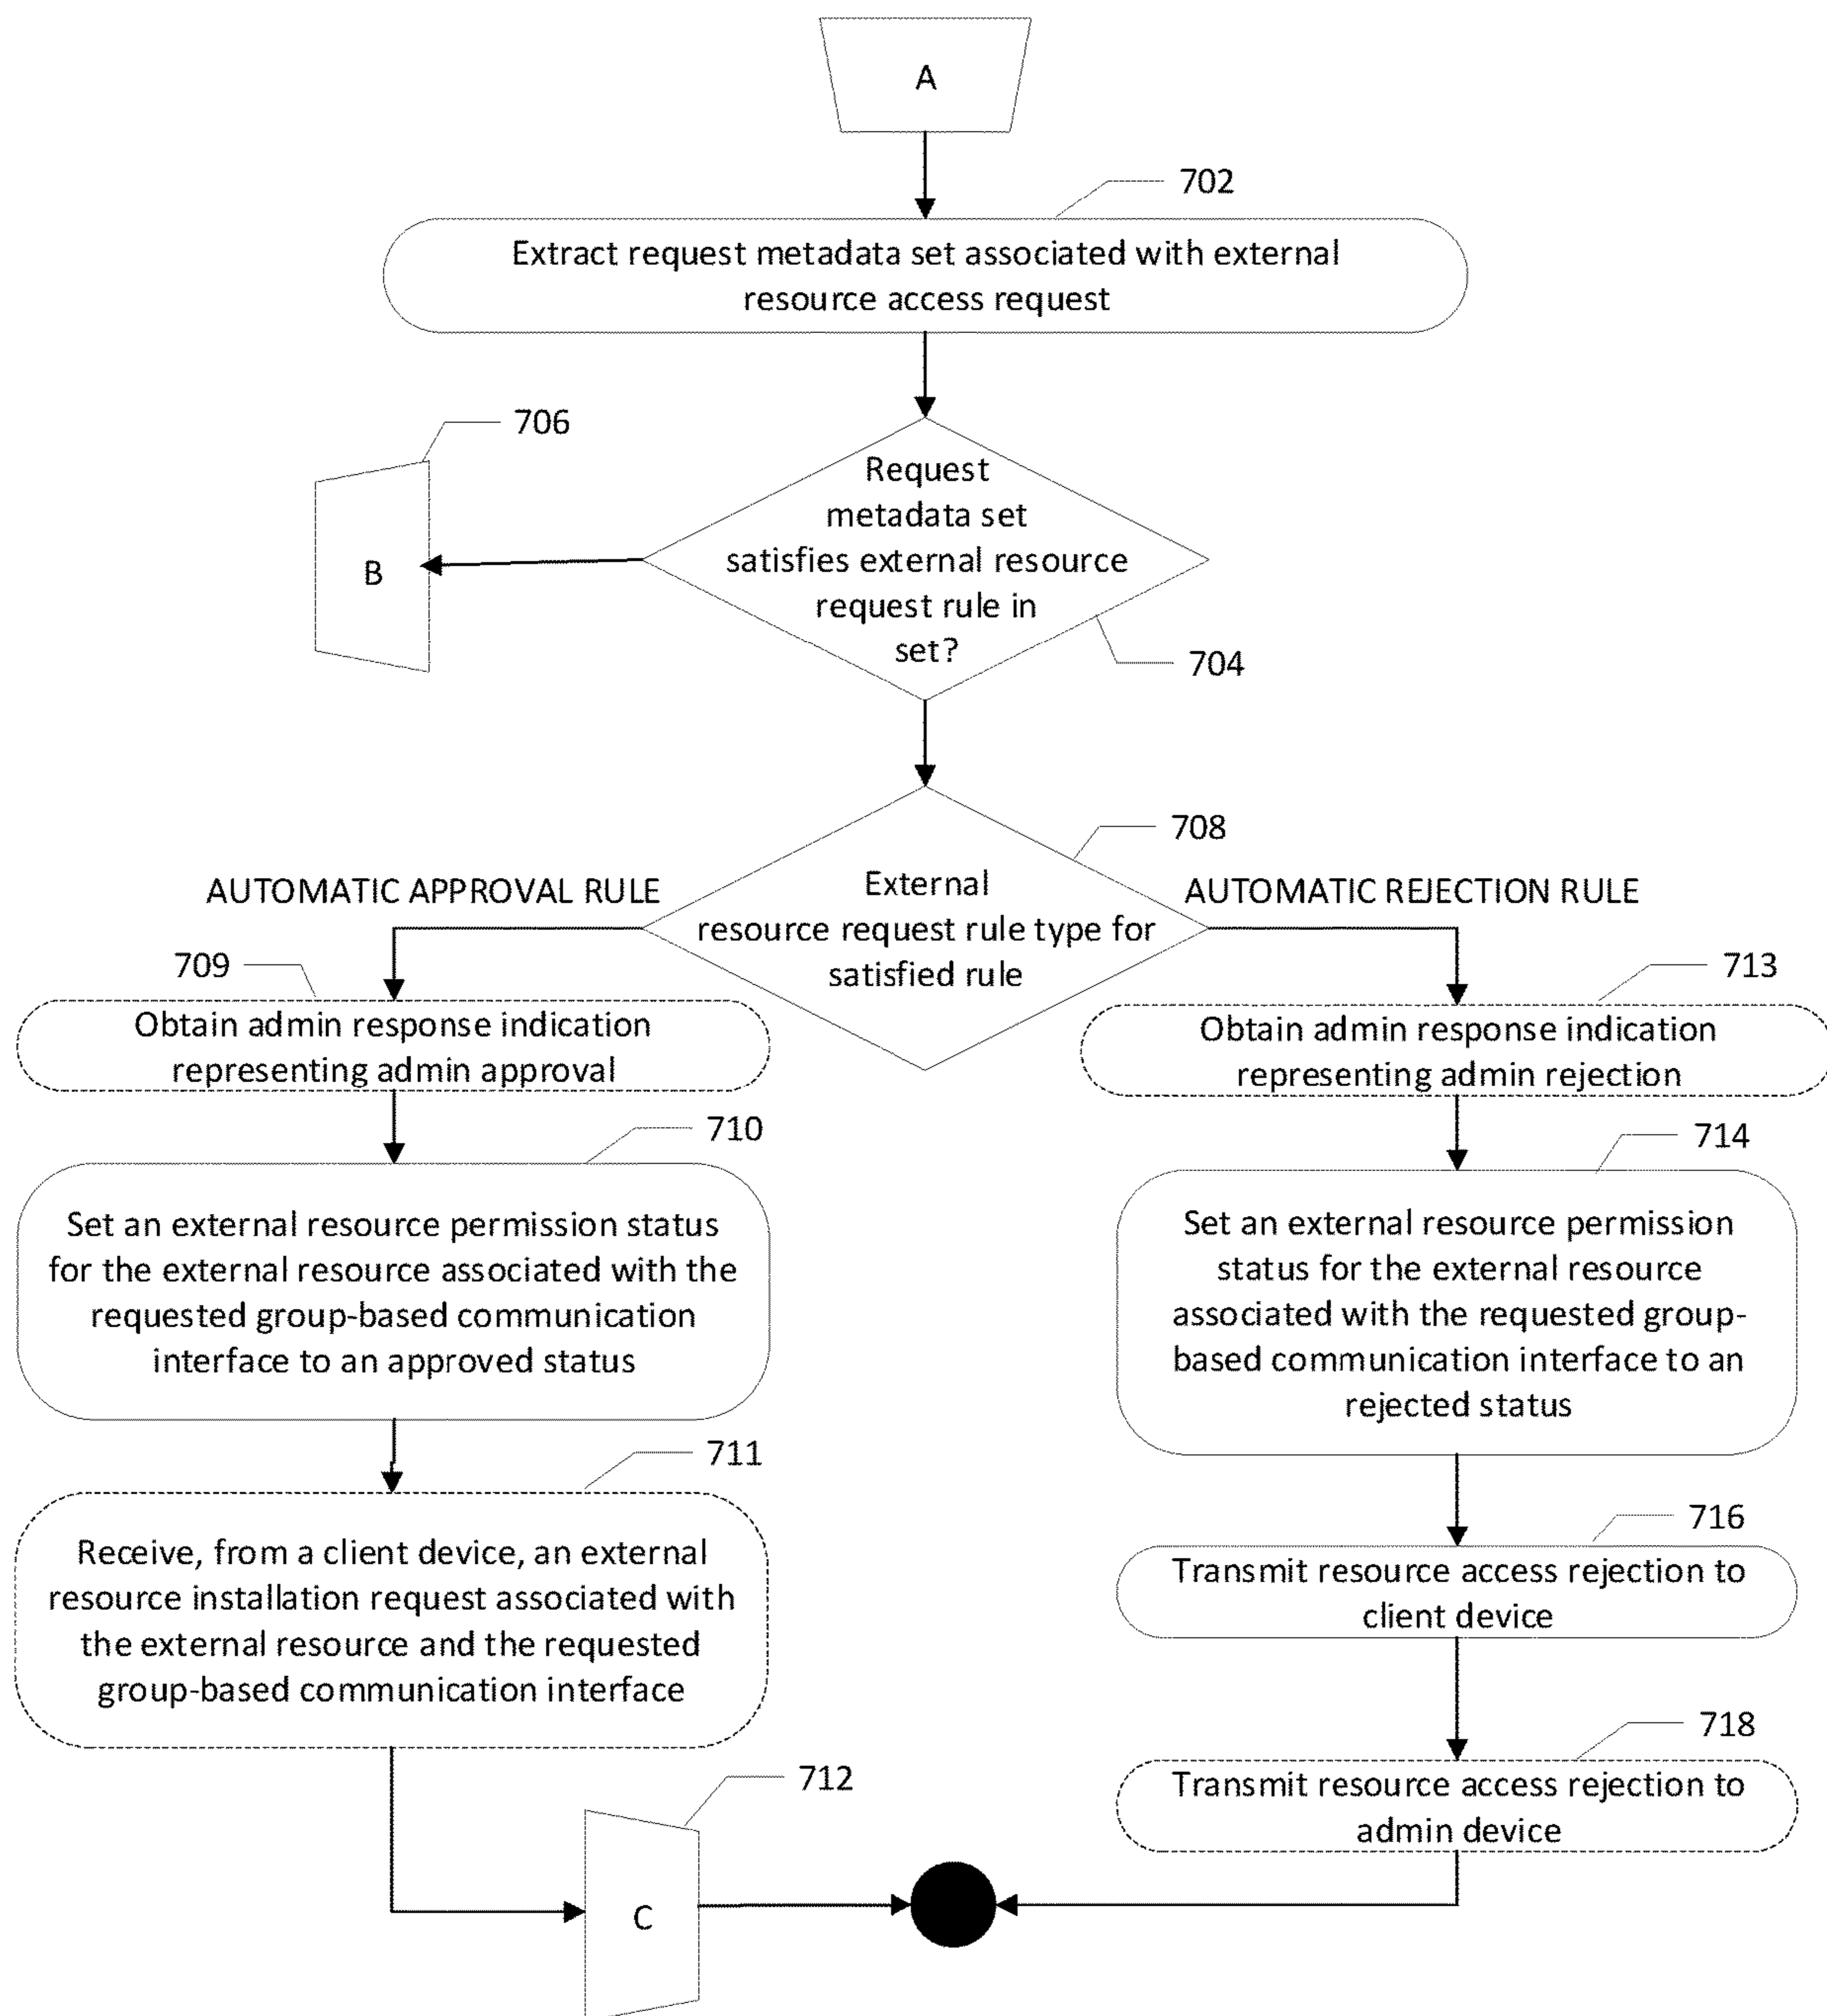 A
702
Extract request metadata set associated with external
resource access request
706
B
Request
metadata set
satisfies external resource
request rule in
set?
704
708
AUTOMATIC APPROVAL RULE
External
resource request rule type for
satisfied rule
AUTOMATIC REJECTION RULE
709
Obtain admin response indication
representing admin approval
713
Obtain admin response indication
representing admin rejection
710
Set an external resource permission status
for the external resource associated with the
requested group-based communication
interface to an approved status
714
Set an external resource permission
status for the external resource
associated with the requested group-
based communication interface to an
rejected status
711
Receive, from a client device, an external
resource installation request associated with
the external resource and the requested
group-based communication interface
716
Transmit resource access rejection to
client device
718
Transmit resource access rejection to
admin device
712
C